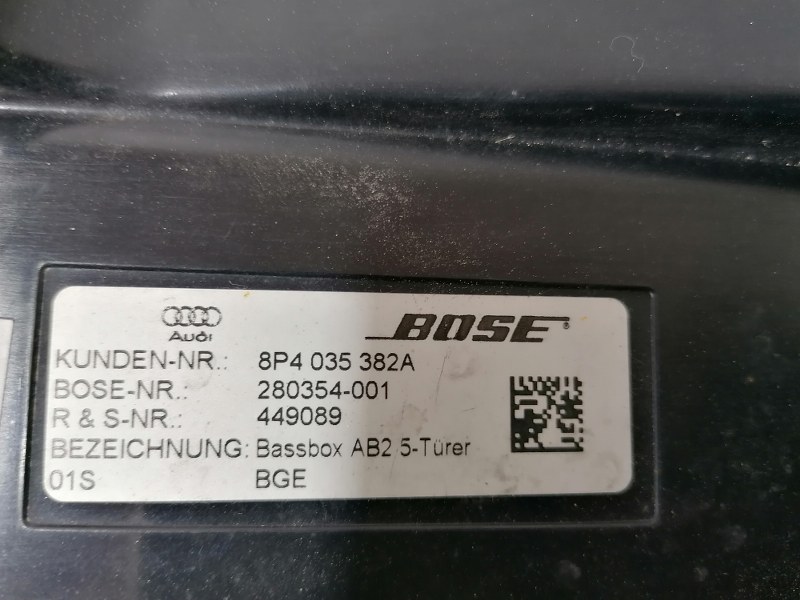 Audi
BOSE®
KUNDEN-NR.: 8P4 035 382A
BOSE-NR.: 280354-001
R & S-NR.: 449089
BEZEICHNUNG: Bassbox AB2 5-Türer
01S BGE